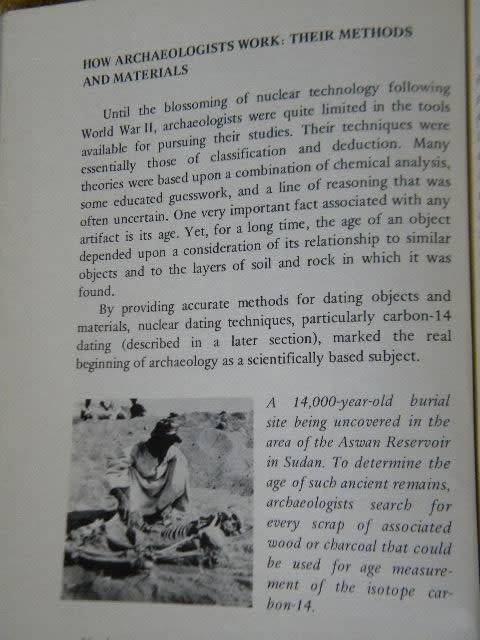 HOW ARCHAEOLOGISTS WORK: THEIR METHODS
AND MATERIALS
Until the blossoming of nuclear technology following
World War II, archaeologists were quite limited in the tools
available for pursuing their studies. Their techniques were
essentially those of classification and deduction. Many
theories were based upon a combination of chemical analysis,
some educated guesswork, and a line of reasoning that was
often uncertain. One very important fact associated with any
artifact is its age. Yet, for a long time, the age of an object
depended upon a consideration of its relationship to similar
objects and to the layers of soil and rock in which it was
found.
By providing accurate methods for dating objects and
materials, nuclear dating techniques, particularly carbon-14
dating (described in a later section), marked the real
beginning of archaeology as a scientifically based subject.
A 14,000-year-old burial
site being uncovered in the
area of the Aswan Reservoir
in Sudan. To determine the
age of such ancient remains,
archaeologists search for
every scrap of associated
wood or charcoal that could
be used for age measure-
ment of the isotope car-
bon-14.